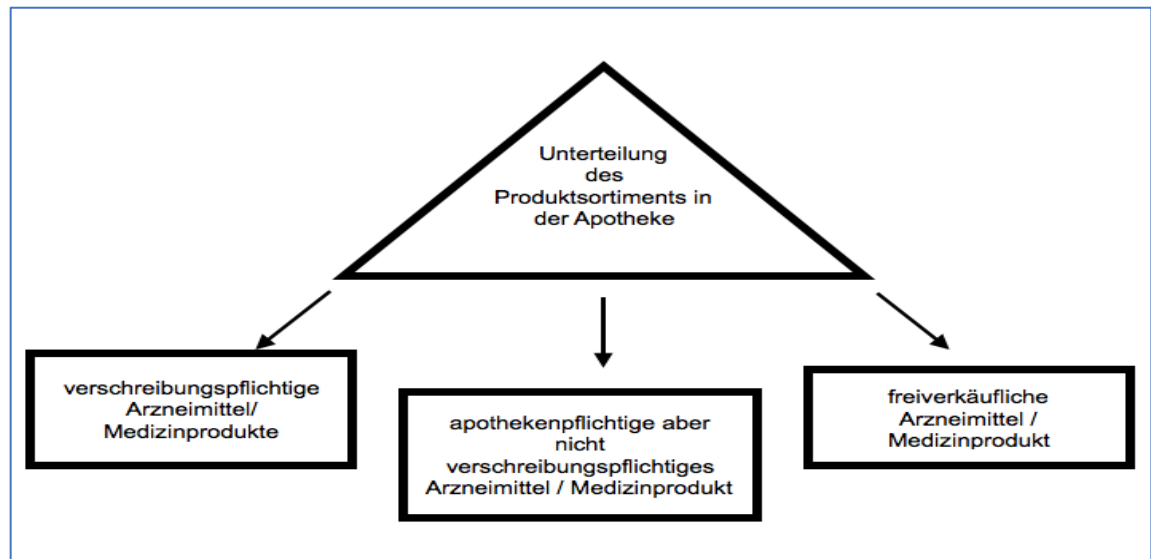 Unterteilung
des
Produktsortiments in
der Apotheke
verschreibungspflichtige
Arzneimittel/
Medizinprodukte
apothekenpflichtige aber
nicht
verschreibungspflichtiges
Arzneimittel / Medizinprodukt
freiverkäufliche
Arzneimittel /
Medizinprodukt